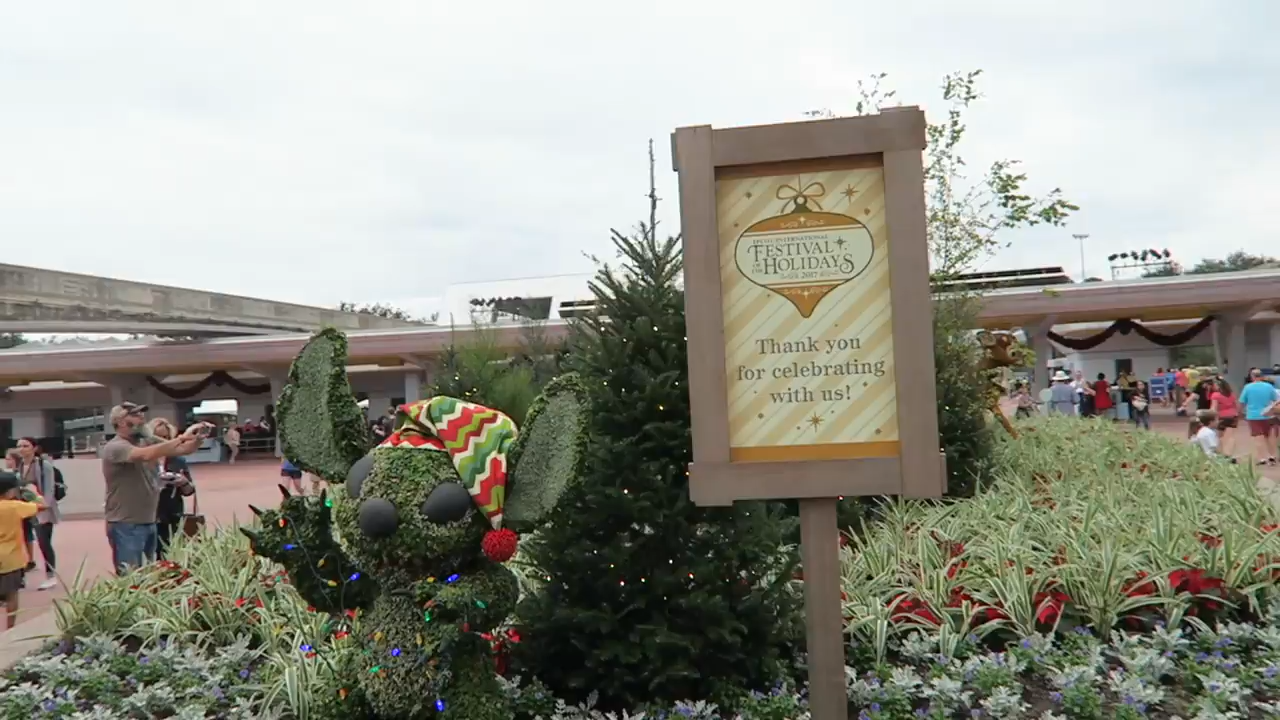 EPCOT INTERNATIONAL
FESTIVAL
OF THE
HOLIDAYS
2017
Thank you
for celebrating
with us!